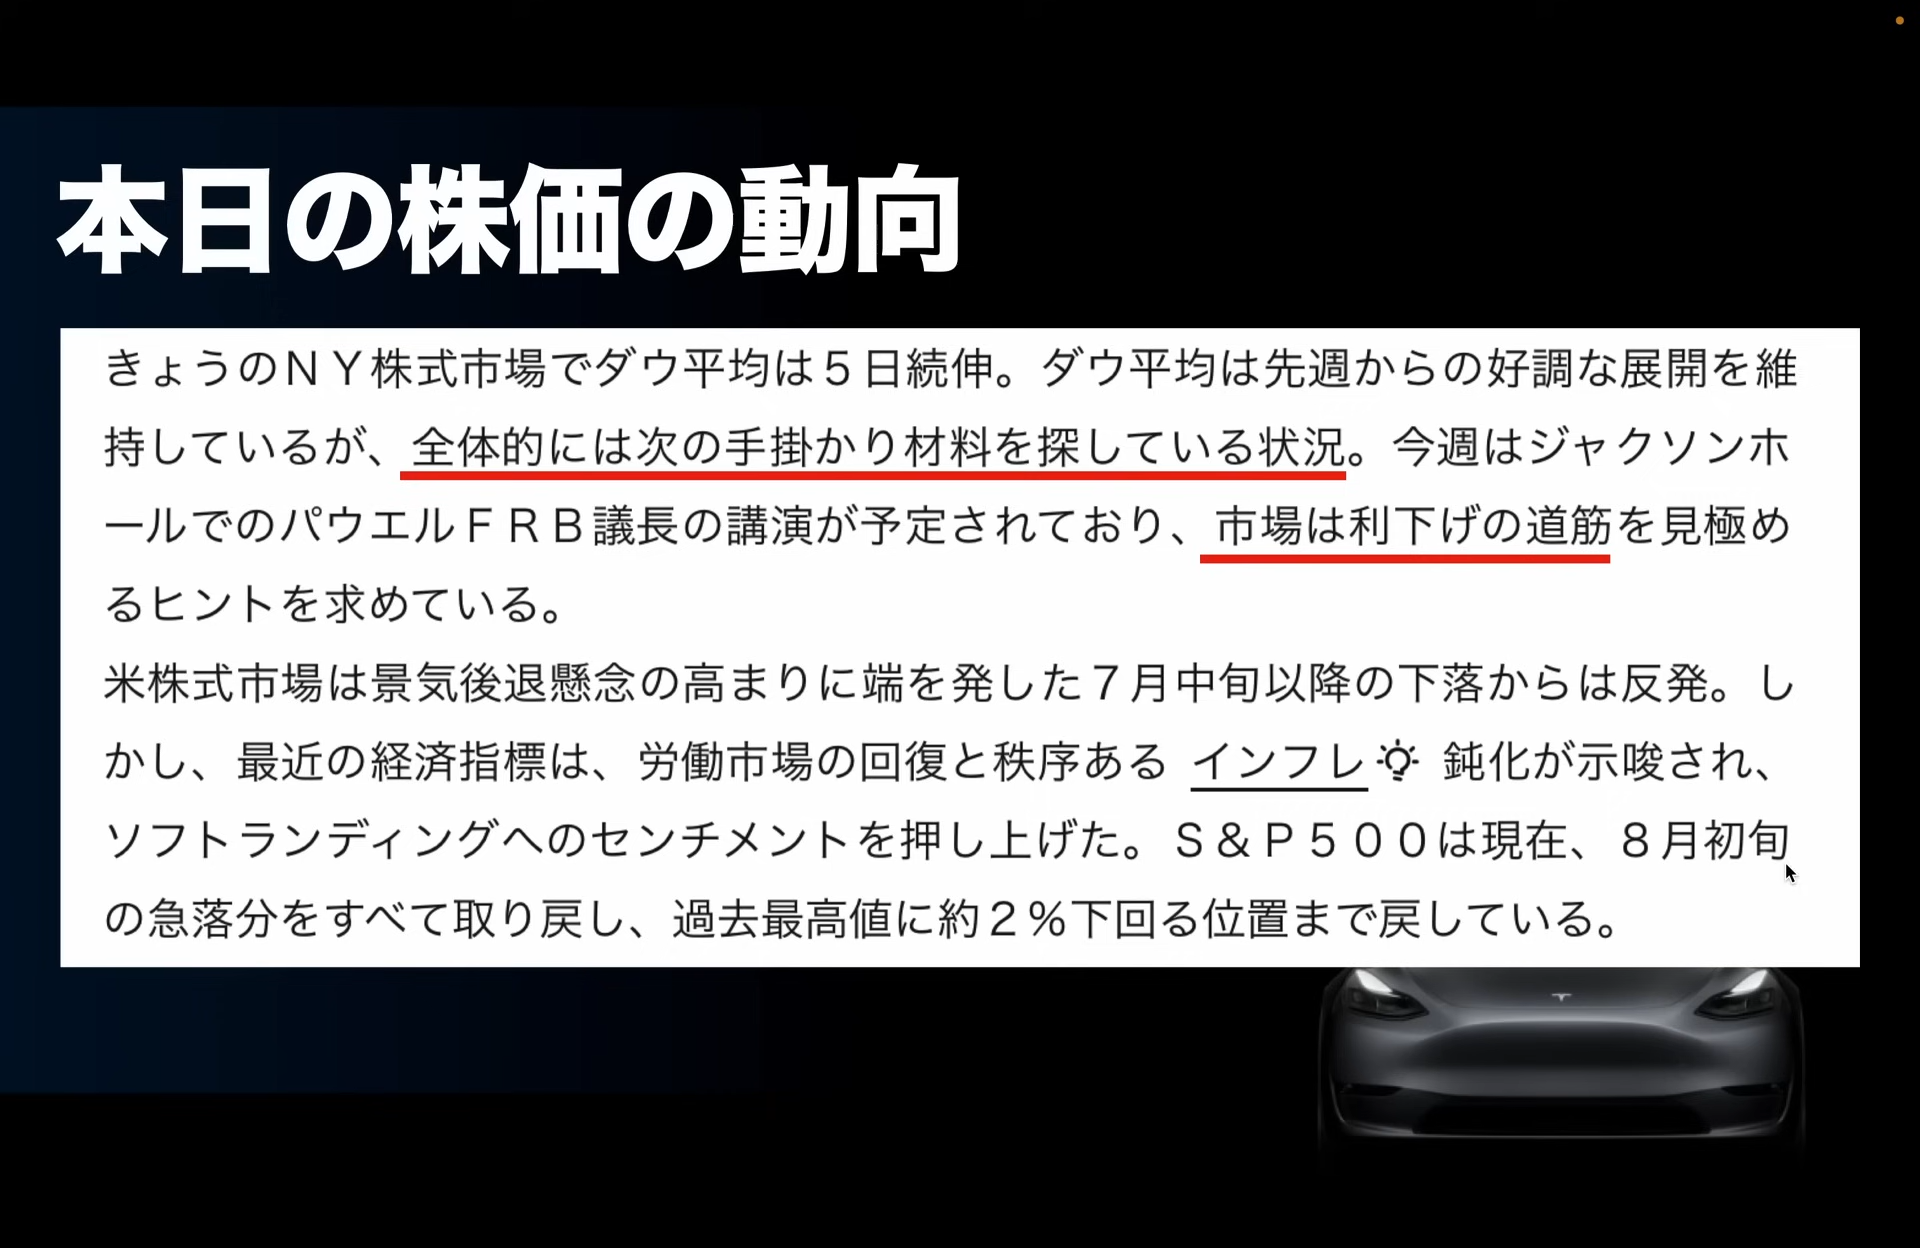 本日の株価の動向
きょうのＮＹ株式市場でダウ平均は５日続伸。ダウ平均は先週からの好調な展開を維
持しているが、全体的には次の手掛かり材料を探している状況。今週はジャクソンホ
ールでのパウエルＦＲＢ議長の講演が予定されており、市場は利下げの道筋を見極め
るヒントを求めている。
米株式市場は景気後退懸念の高まりに端を発した７月中旬以降の下落からは反発。し
かし、最近の経済指標は、労働市場の回復と秩序ある インフレ 鈍化が示唆され、
ソフトランディングへのセンチメントを押し上げた。Ｓ＆Ｐ５００は現在、８月初旬
の急落分をすべて取り戻し、過去最高値に約２％下回る位置まで戻している。